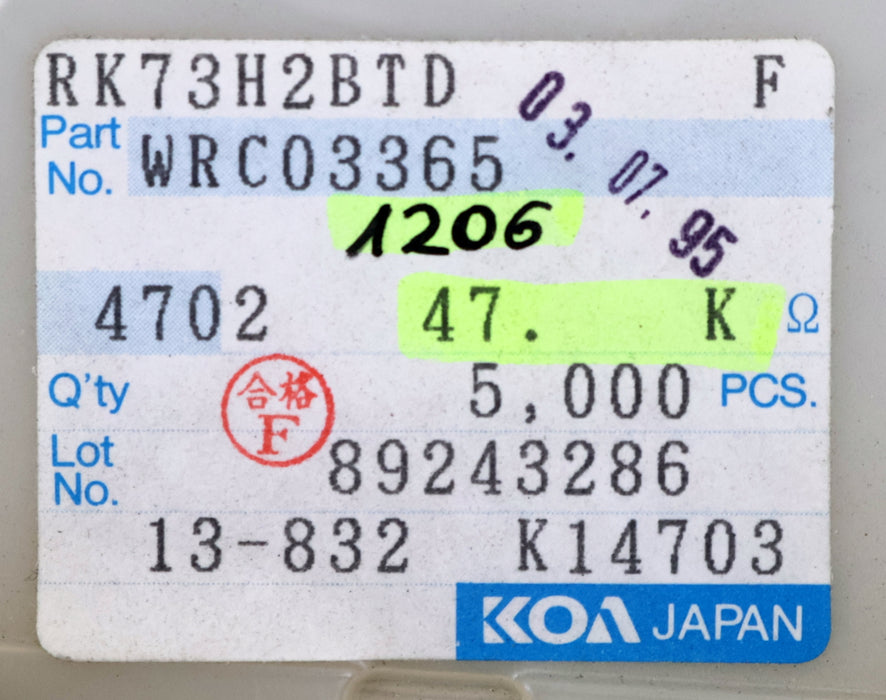 RK73H2BTD F
Part No. WRC03365
03. 07. 95
1206
4702 47. K Ω
Q'ty 5,000 PCS.
合格
F
Lot No. 89243286
13-832 K14703
KOA JAPAN